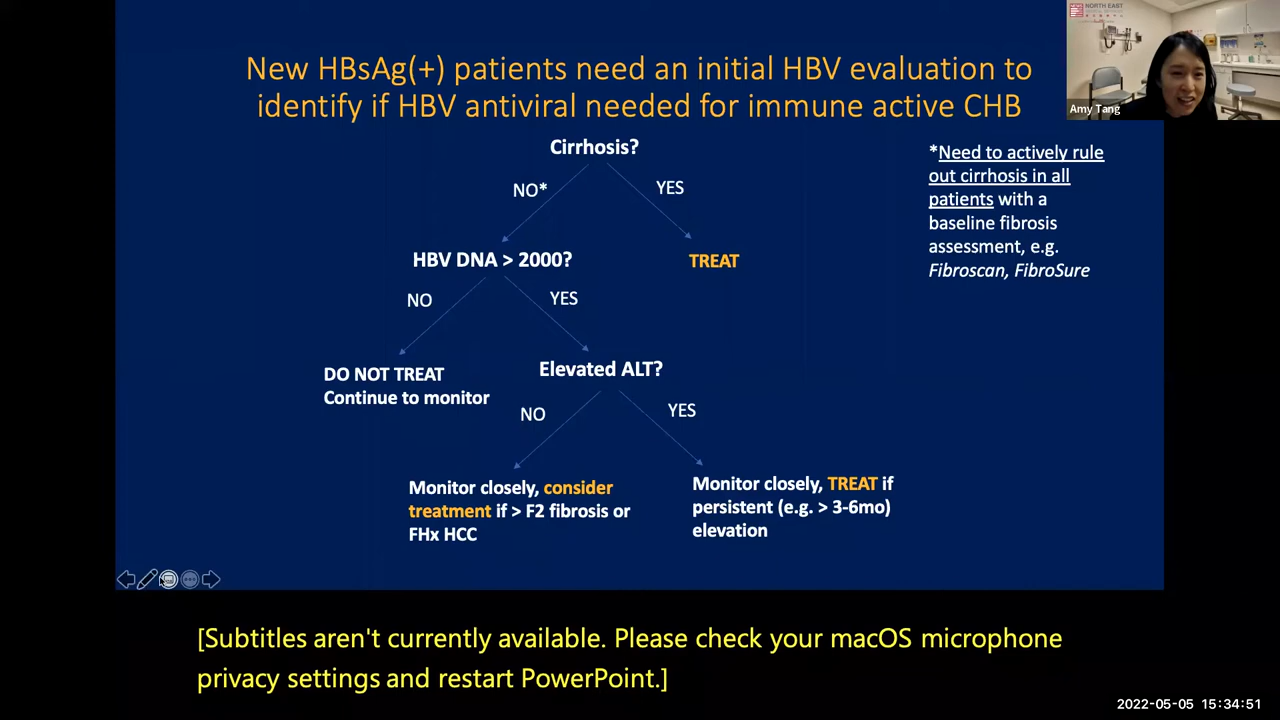 New HBsAg(+) patients need an initial HBV evaluation to
identify if HBV antiviral needed for immune active CHB
NORTH EAST
Amy Tang
Cirrhosis?
NO*
YES
*Need to actively rule
out cirrhosis in all
patients with a
baseline fibrosis
assessment, e.g.
Fibroscan, FibroSure
HBV DNA > 2000?
TREAT
NO
YES
DO NOT TREAT
Continue to monitor
Elevated ALT?
NO
YES
Monitor closely, consider
treatment if > F2 fibrosis or
FHx HCC
Monitor closely, TREAT if
persistent (e.g. > 3-6mo)
elevation
[Subtitles aren't currently available. Please check your macOS microphone
privacy settings and restart PowerPoint.]
2022-05-05 15:34:51